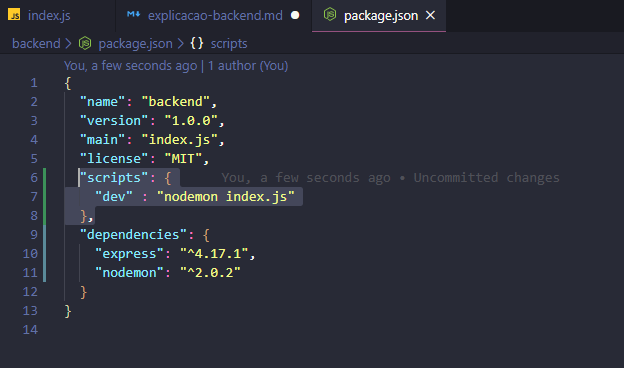 JS index.js
explicacao-backend.md
package.json ×
backend > package.json > {} scripts
You, a few seconds ago | 1 author (You)
1 {
2 "name": "backend",
3 "version": "1.0.0",
4 "main": "index.js",
5 "license": "MIT",
6 "scripts": { You, a few seconds ago • Uncommitted changes
7 "dev" : "nodemon index.js"
8 },
9 "dependencies": {
10 "express": "^4.17.1",
11 "nodemon": "^2.0.2"
12 }
13 }
14